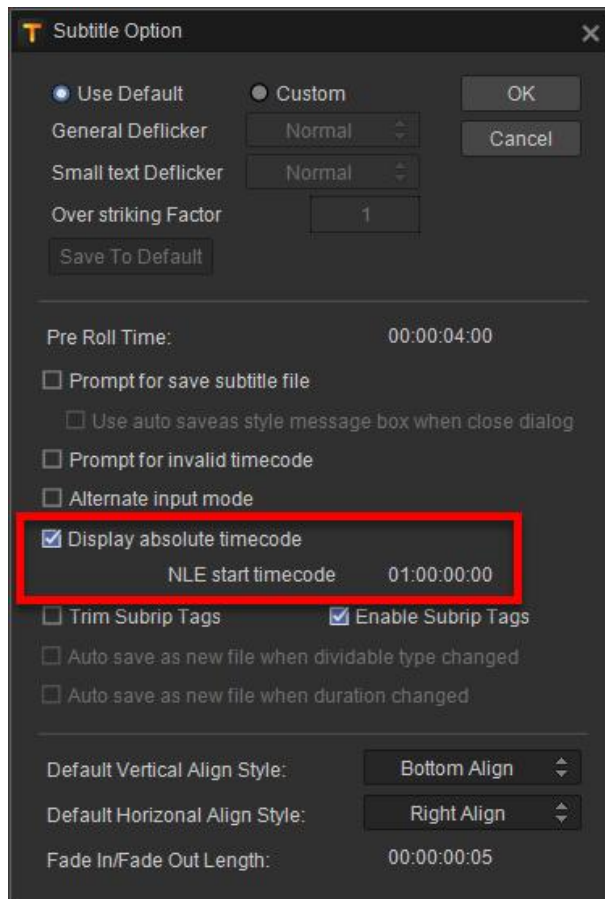 Subtitle Option
Use Default Custom OK
General Deflicker Normal Cancel
Small text Deflicker Normal
Over striking Factor 1
Save To Default
Pre Roll Time: 00:00:04:00
Prompt for save subtitle file
Use auto saveas style message box when close dialog
Prompt for invalid timecode
Alternate input mode
Display absolute timecode
NLE start timecode 01:00:00:00
Trim Subrip Tags Enable Subrip Tags
Auto save as new file when dividable type changed
Auto save as new file when duration changed
Default Vertical Align Style: Bottom Align
Default Horizonal Align Style: Right Align
Fade In/Fade Out Length: 00:00:00:05